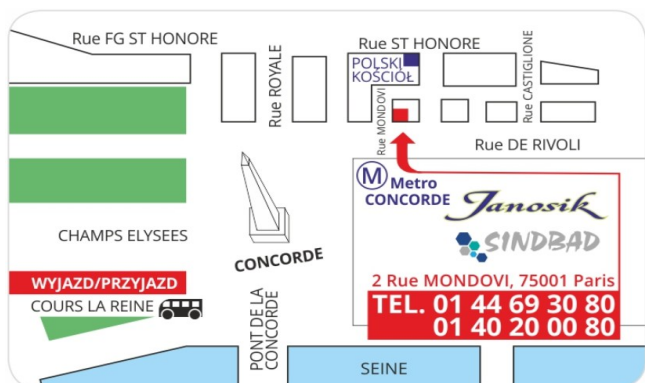 Rue FG ST HONORE
Rue ST HONORE
Rue ROYALE
POLSKI
KOŚCIÓŁ
Rue MONDOVI
Rue CASTIGLIONE
Rue DE RIVOLI
M Metro
CONCORDE
Janosik
SINDBAD
CHAMPS ELYSEES
CONCORDE
WYJAZD/PRZYJAZD
COURS LA REINE
2 Rue MONDOVI, 75001 Paris
TEL. 01 44 69 30 80
01 40 20 00 80
PONT DE LA
CONCORDE
SEINE